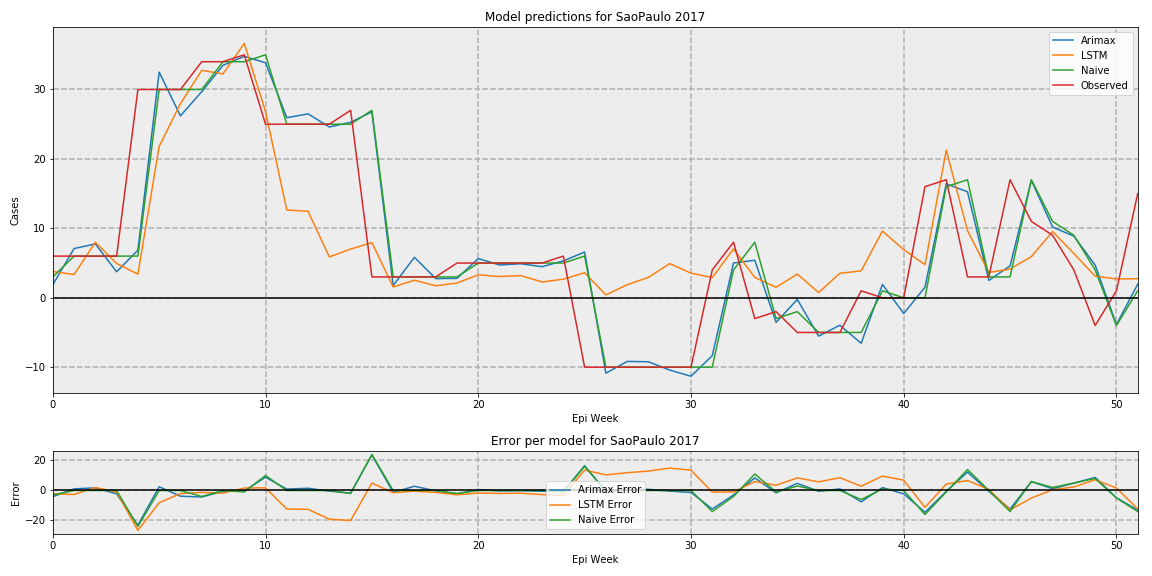 Model predictions for SaoPaulo 2017
Arimax
LSTM
Naive
Observed
30
20
10
0
−10
Cases
0 10 20 30 40 50
Epi Week
Error per model for SaoPaulo 2017
20
0
−20
Error
Arimax Error
LSTM Error
Naive Error
0 10 20 30 40 50
Epi Week